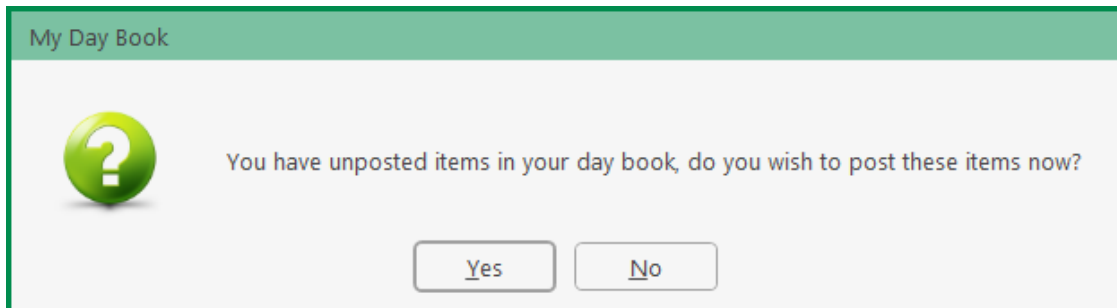 My Day Book
You have unposted items in your day book, do you wish to post these items now?
Yes
No